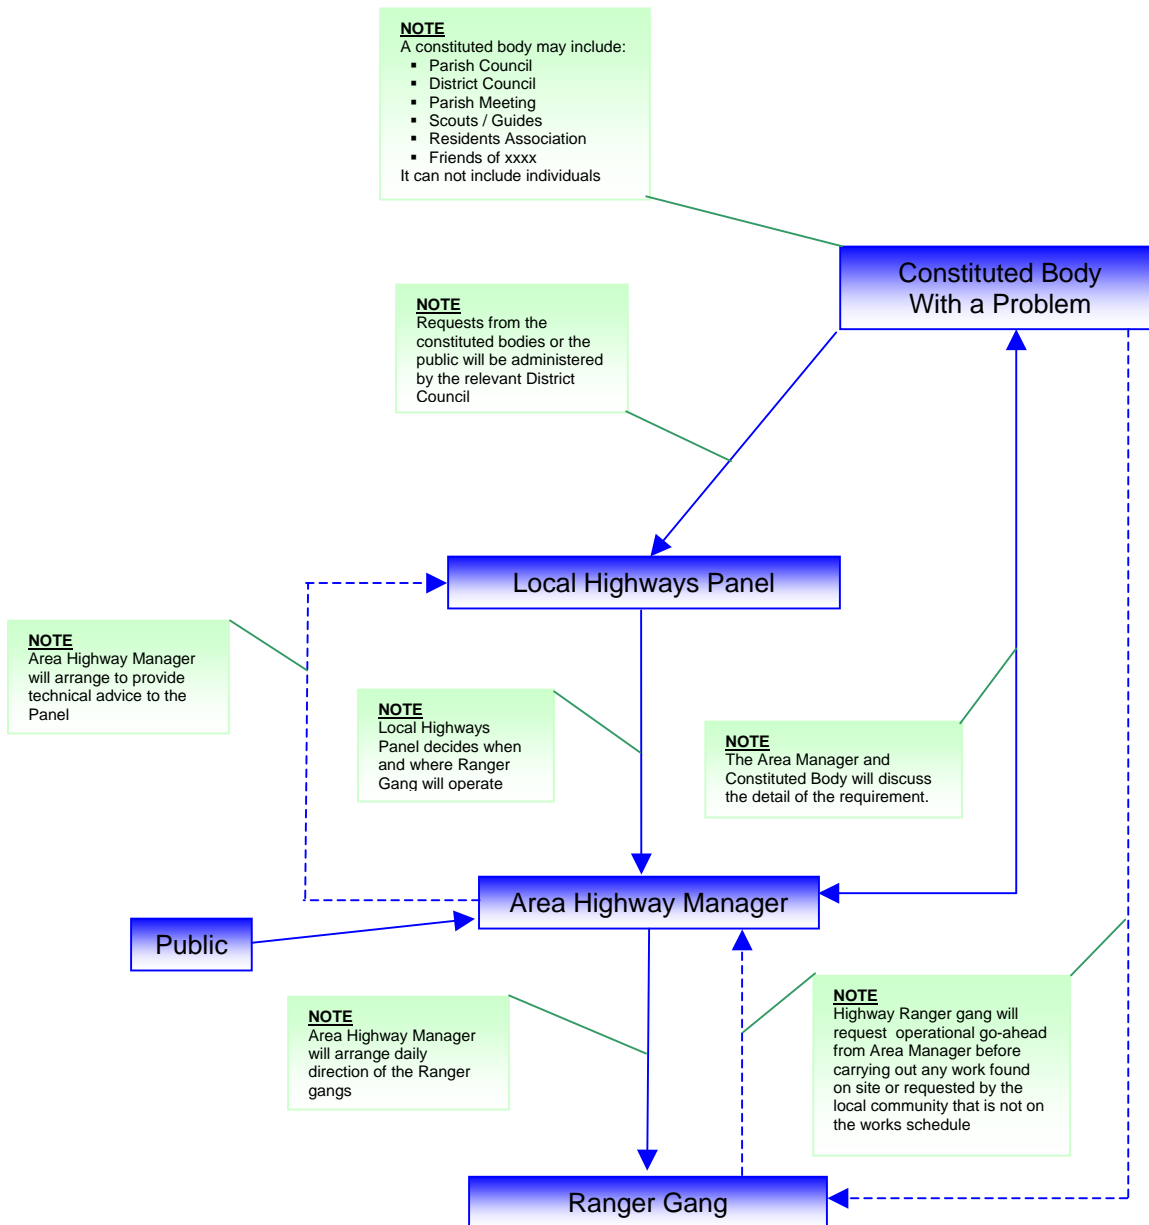 NOTE
A constituted body may include:
▪ Parish Council
▪ District Council
▪ Parish Meeting
▪ Scouts / Guides
▪ Residents Association
▪ Friends of xxxx
It can not include individuals
Constituted Body
With a Problem
NOTE
Requests from the
constituted bodies or the
public will be administered
by the relevant District
Council
Local Highways Panel
NOTE
Area Highway Manager
will arrange to provide
technical advice to the
Panel
NOTE
Local Highways
Panel decides when
and where Ranger
Gang will operate
NOTE
The Area Manager and
Constituted Body will discuss
the detail of the requirement.
Area Highway Manager
Public
NOTE
Area Highway Manager
will arrange daily
direction of the Ranger
gangs
NOTE
Highway Ranger gang will
request operational go-ahead
from Area Manager before
carrying out any work found
on site or requested by the
local community that is not on
the works schedule
Ranger Gang